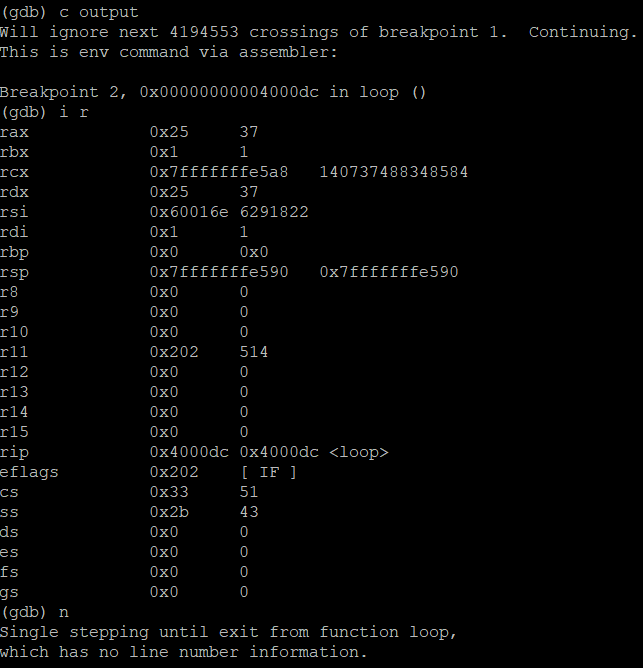 (gdb) c output
Will ignore next 4194553 crossings of breakpoint 1.  Continuing.
This is env command via assembler:

Breakpoint 2, 0x00000000004000dc in loop ()
(gdb) i r
rax            0x25     37
rbx            0x1      1
rcx            0x7fffffffe5a8   140737488348584
rdx            0x25     37
rsi            0x60016e 6291822
rdi            0x1      1
rbp            0x0      0x0
rsp            0x7fffffffe590   0x7fffffffe590
r8             0x0      0
r9             0x0      0
r10            0x0      0
r11            0x202    514
r12            0x0      0
r13            0x0      0
r14            0x0      0
r15            0x0      0
rip            0x4000dc 0x4000dc <loop>
eflags         0x202    [ IF ]
cs             0x33     51
ss             0x2b     43
ds             0x0      0
es             0x0      0
fs             0x0      0
gs             0x0      0
(gdb) n
Single stepping until exit from function loop,
which has no line number information.